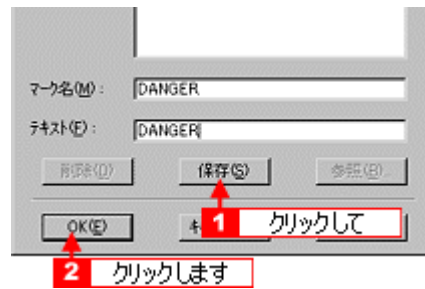 マーク名(M)： DANGER
テキスト(E)： DANGER
削除(D) 保存(S) 参照(B)...
OK(E) キ 1 クリックして
2 クリックします